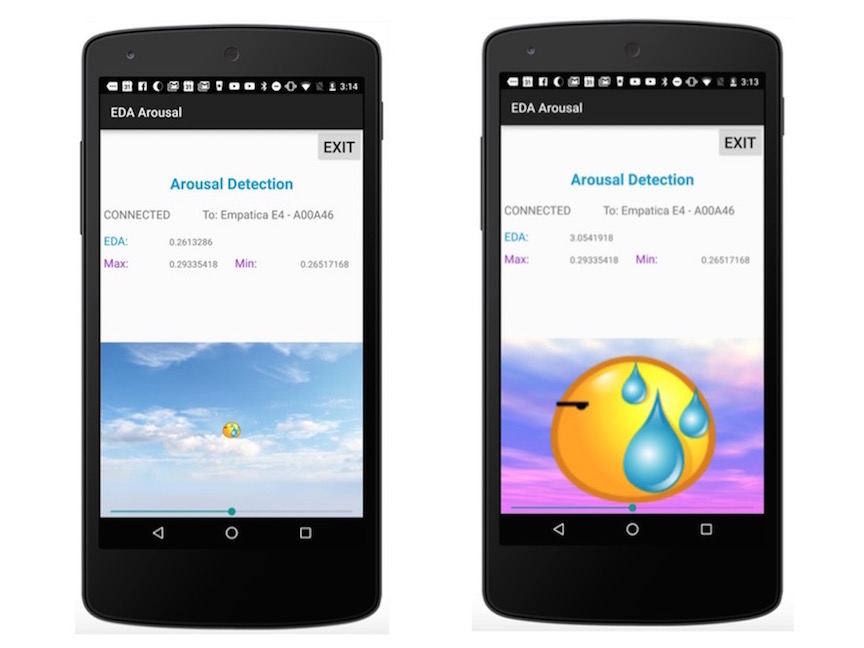 3:14
EDA Arousal
EXIT
Arousal Detection
CONNECTED To: Empatica E4 - A00A46
EDA: 0.2613286
Max: 0.29335418 Min: 0.26517168
3:13
EDA Arousal
EXIT
Arousal Detection
CONNECTED To: Empatica E4 - A00A46
EDA: 3.0541918
Max: 0.29335418 Min: 0.26517168